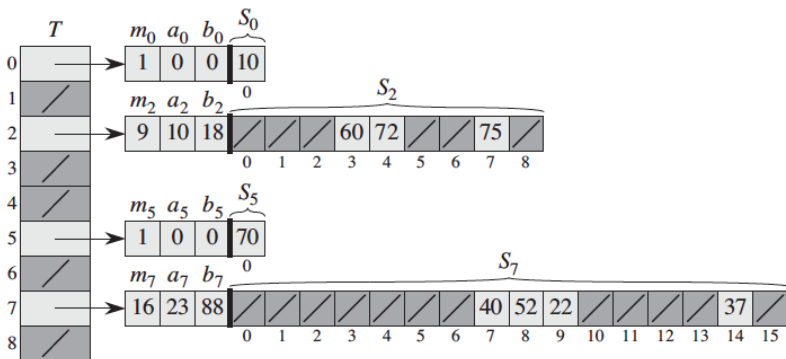 T
m0 a0 b0 S0
0 1 0 0 10
0
1
m2 a2 b2 S2
2 9 10 18 60 72 75
0 1 2 3 4 5 6 7 8
3
4
m5 a5 b5 S5
5 1 0 0 70
0
6
m7 a7 b7 S7
7 16 23 88 40 52 22 37
0 1 2 3 4 5 6 7 8 9 10 11 12 13 14 15
8